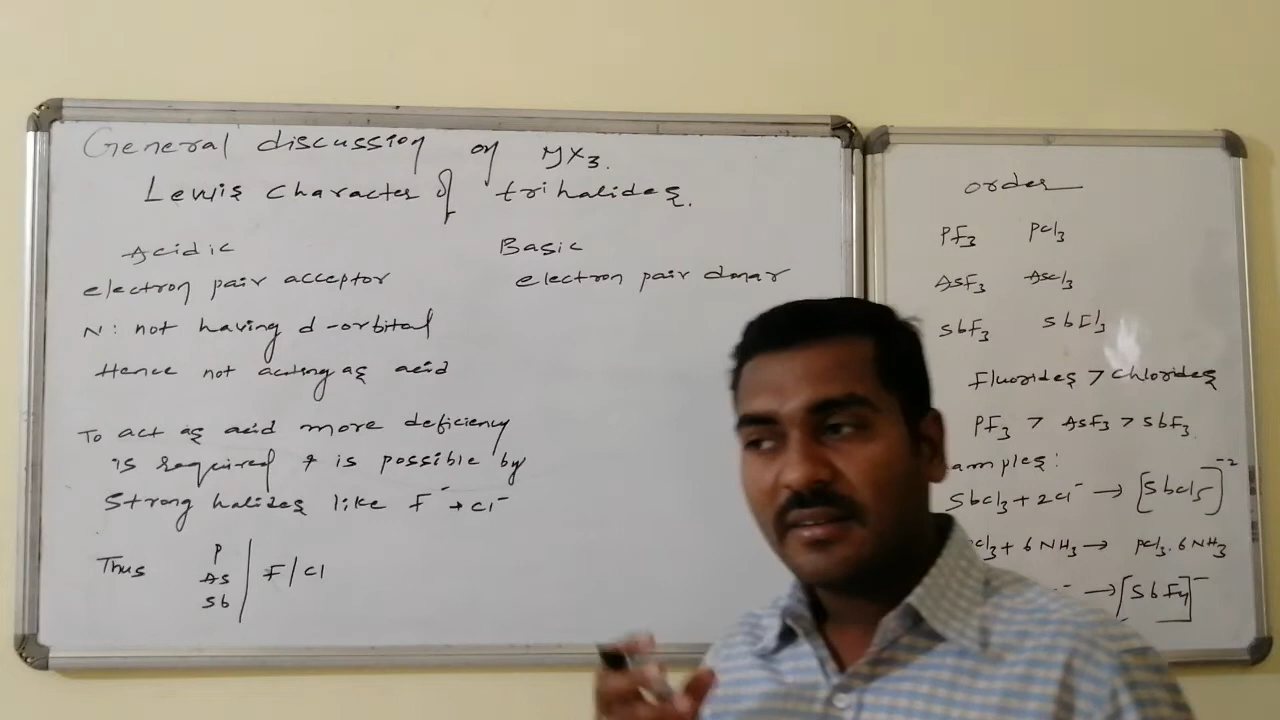 General discussion on MX3.
Lewis character of trihalides.
Acidic
electron pair acceptor
N: not having d-orbital
Hence not acting as acid
To act as acid more deficiency
is required & is possible by
Strong halides like F⁻ + Cl⁻
Thus P As Sb | F/Cl
Basic
electron pair donar
order
PF3 PCl3
AsF3 AsCl3
SbF3 SbCl3
Fluorides > Chlorides
PF3 > AsF3 > SbF3
amples:
SbCl3 + 2Cl⁻ → [SbCl5]⁻²
Cl3 + 6NH3 → PCl3.6NH3
⁻ → [SbF4]⁻